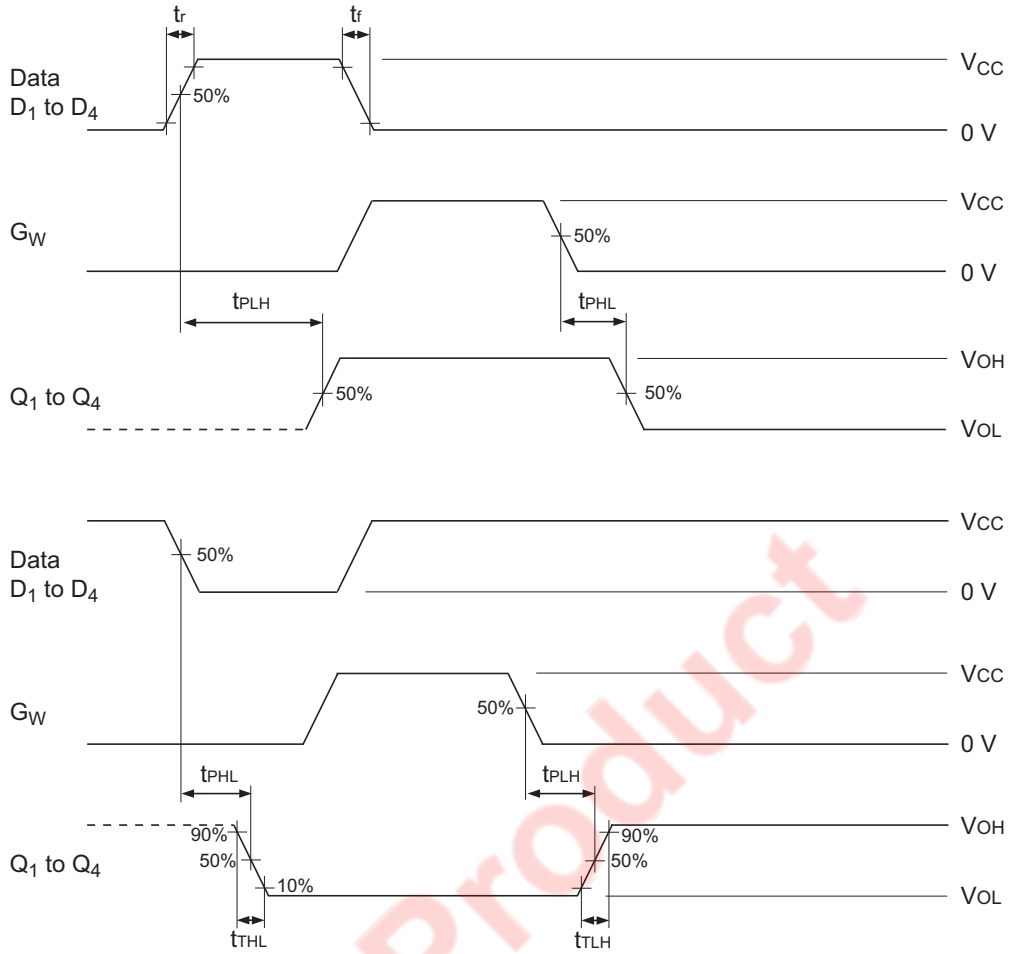 tr tf
Data
D1 to D4
50%
VCC
0 V
GW
50%
VCC
0 V
tPLH tPHL
Q1 to Q4
50%
50%
VOH
VOL
Data
D1 to D4
50%
VCC
0 V
GW
50%
VCC
0 V
tPHL tPLH
Q1 to Q4
90%
50%
10%
90%
50%
VOH
VOL
tTHL tTLH
Product